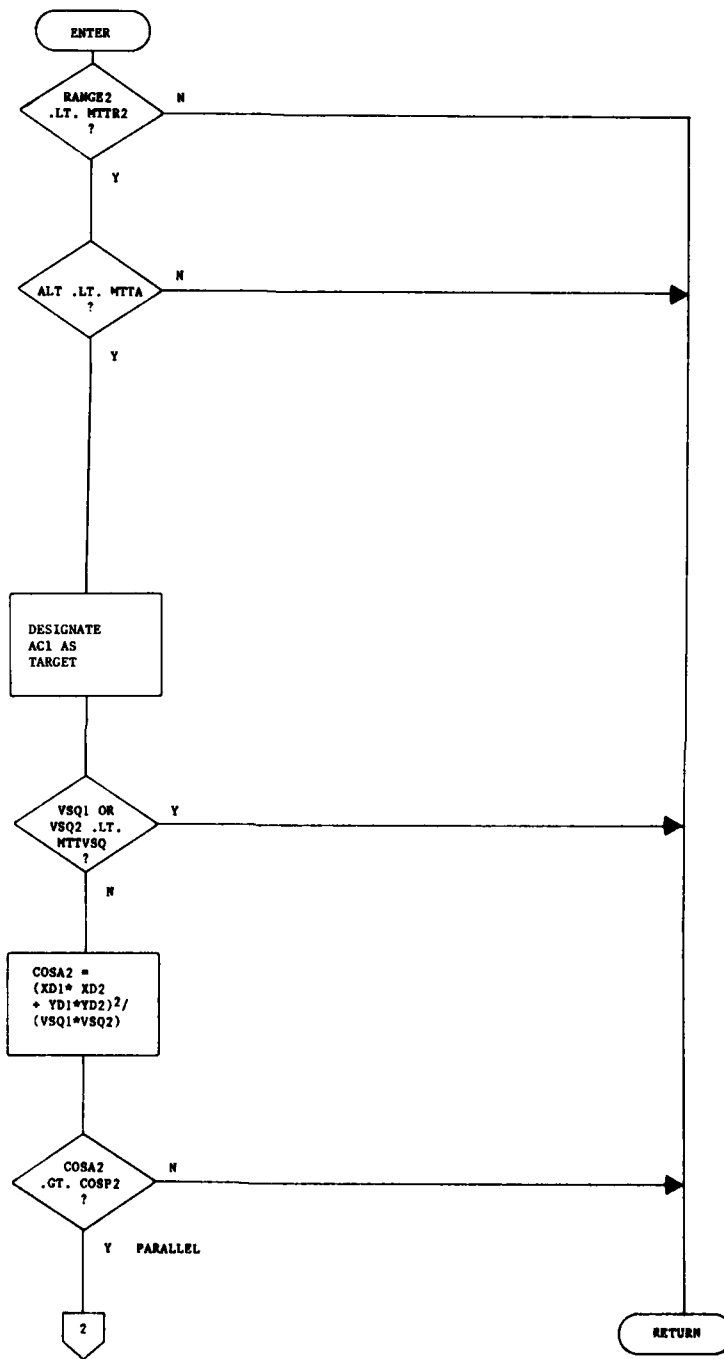 ENTER
RANGE2
.LT. MTTR2
?
N
Y
ALT .LT. MTTA
?
N
Y
DESIGNATE
AC1 AS
TARGET
VSQ1 OR
VSQ2 .LT.
MTTVSQ
?
Y
N
COSA2 =
(XD1* XD2
+ YD1*YD2)²/
(VSQ1*VSQ2)
COSA2
.GT. COSP2
?
N
Y PARALLEL
2
RETURN